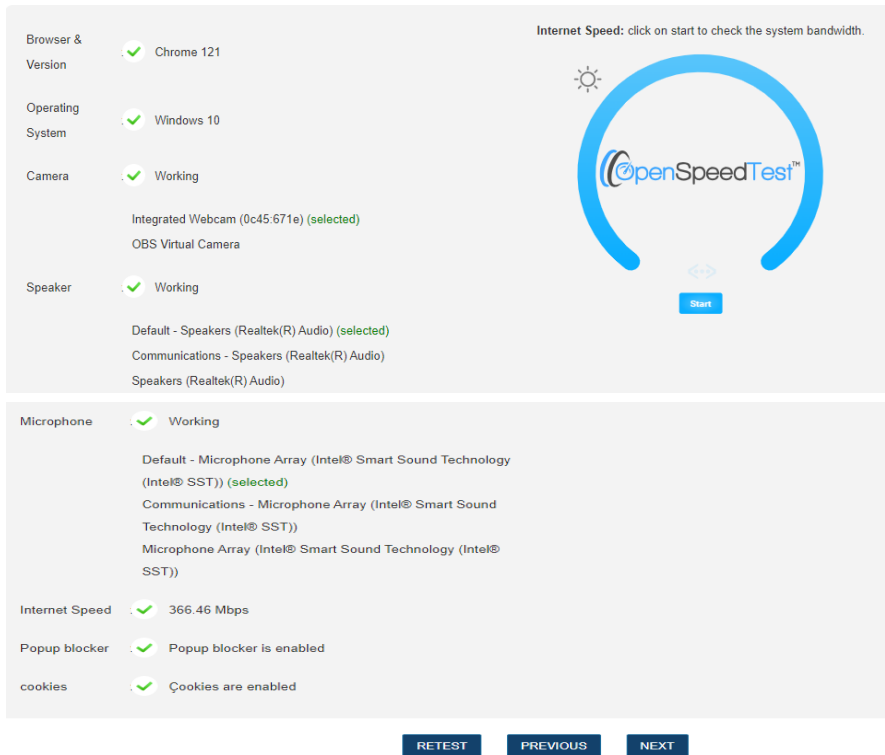 Internet Speed: click on start to check the system bandwidth.
Browser &
Version
Chrome 121
Operating
System
Windows 10
Camera
Working
Integrated Webcam (0c45:671e) (selected)
OBS Virtual Camera
Speaker
Working
Default - Speakers (Realtek(R) Audio) (selected)
Communications - Speakers (Realtek(R) Audio)
Speakers (Realtek(R) Audio)
OpenSpeedTest™
Start
Microphone
Working
Default - Microphone Array (Intel® Smart Sound Technology
(Intel® SST)) (selected)
Communications - Microphone Array (Intel® Smart Sound
Technology (Intel® SST))
Microphone Array (Intel® Smart Sound Technology (Intel®
SST))
Internet Speed
366.46 Mbps
Popup blocker
Popup blocker is enabled
cookies
Çookies are enabled
RETEST
PREVIOUS
NEXT